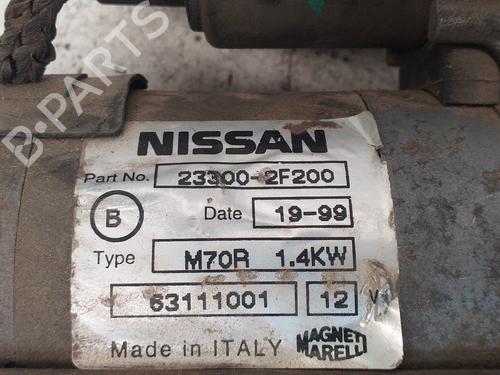 B-PARTS
NISSAN
Part No. 23300-2F200
B Date 19-99
Type M70R 1.4KW
63111001 12 V
Made in ITALY MAGNETI
MARELLI